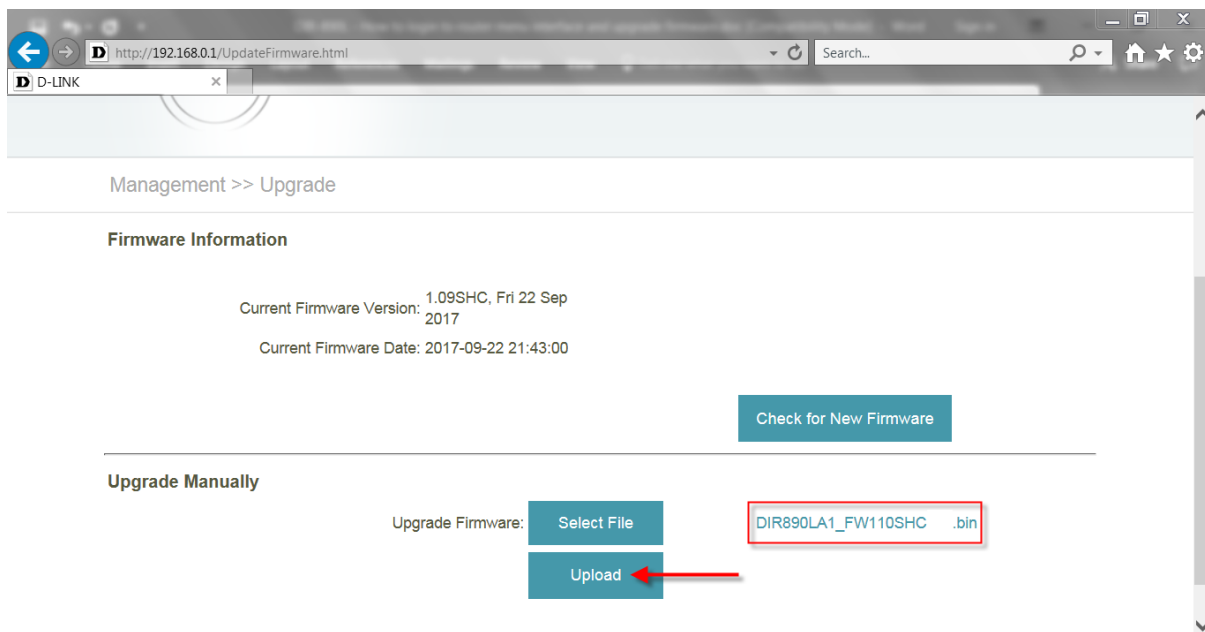 http://192.168.0.1/UpdateFirmware.html
Search...
D-LINK
Management >> Upgrade
Firmware Information
Current Firmware Version: 1.09SHC, Fri 22 Sep
2017
Current Firmware Date: 2017-09-22 21:43:00
Check for New Firmware
Upgrade Manually
Upgrade Firmware: Select File DIR890LA1_FW110SHC .bin
Upload